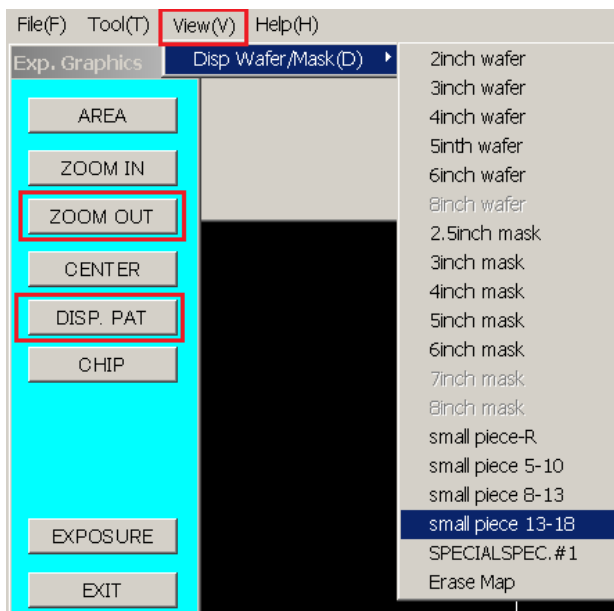 File(F) Tool(T) View(V) Help(H)
Exp. Graphics
Disp Wafer/Mask(D)
AREA
ZOOM IN
ZOOM OUT
CENTER
DISP. PAT
CHIP
EXPOSURE
EXIT
2inch wafer
3inch wafer
4inch wafer
5inth wafer
6inch wafer
8inch wafer
2.5inch mask
3inch mask
4inch mask
5inch mask
6inch mask
7inch mask
8inch mask
small piece-R
small piece 5-10
small piece 8-13
small piece 13-18
SPECIALSPEC.#1
Erase Map